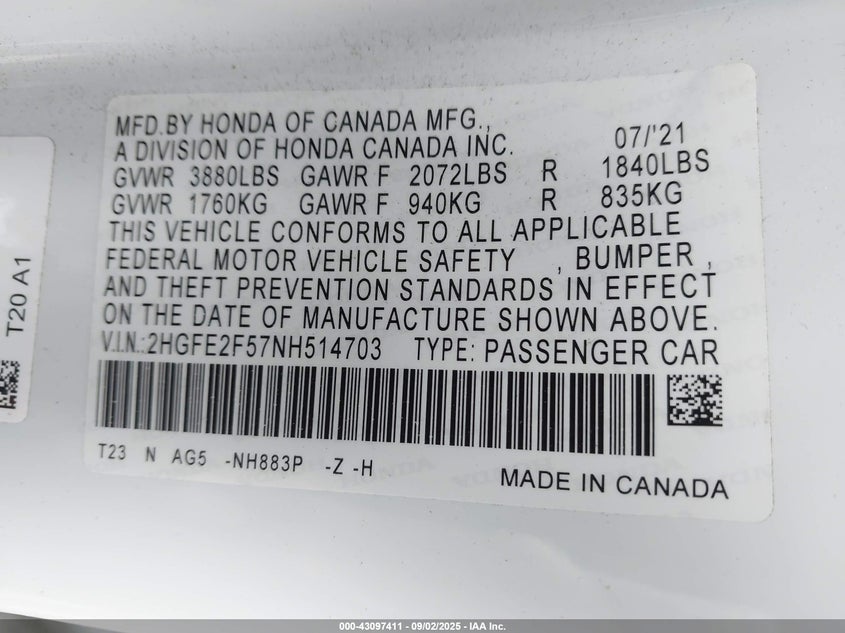 MFD.BY HONDA OF CANADA MFG.,
A DIVISION OF HONDA CANADA INC. 07/'21
GVWR 3880LBS GAWR F 2072LBS R 1840LBS
GVWR 1760KG GAWR F 940KG R 835KG
THIS VEHICLE CONFORMS TO ALL APPLICABLE
FEDERAL MOTOR VEHICLE SAFETY , BUMPER ,
AND THEFT PREVENTION STANDARDS IN EFFECT
ON THE DATE OF MANUFACTURE SHOWN ABOVE.
V.I.N.:2HGFE2F57NH514703 TYPE: PASSENGER CAR
T23 N AG5 -NH883P -Z -H
MADE IN CANADA
T20 A1
000-43097411 - 09/02/2025 - IAA Inc.